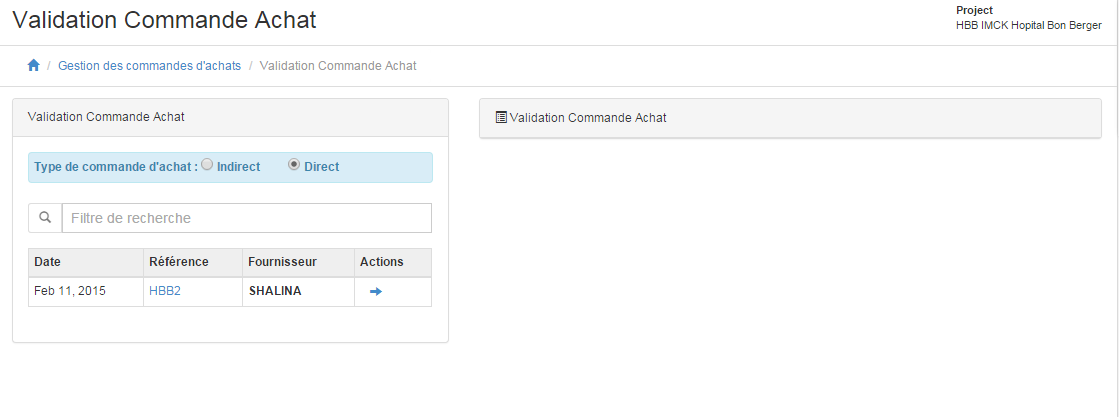 Validation Commande Achat
Project
HBB IMCK Hopital Bon Berger
/ Gestion des commandes d'achats / Validation Commande Achat
Validation Commande Achat
Validation Commande Achat
Type de commande d'achat : Indirect Direct
Filtre de recherche
Date Référence Fournisseur Actions
Feb 11, 2015 HBB2 SHALINA